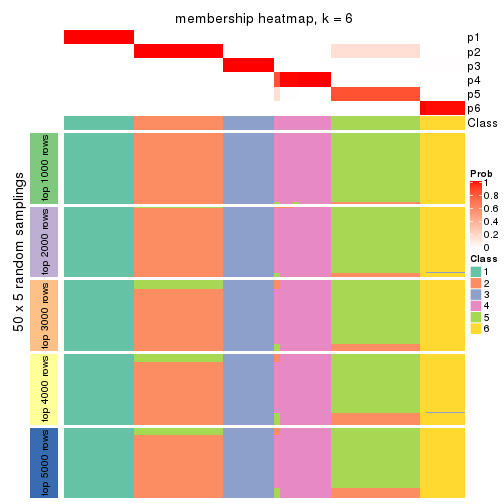 membership heatmap, k = 6
p1
p2
p3
p4
p5
p6
Class
50 x 5 random samplings
top 1000 rows
top 2000 rows
top 3000 rows
top 4000 rows
top 5000 rows
Prob
1
0.8
0.6
0.4
0.2
0
Class
1
2
3
4
5
6